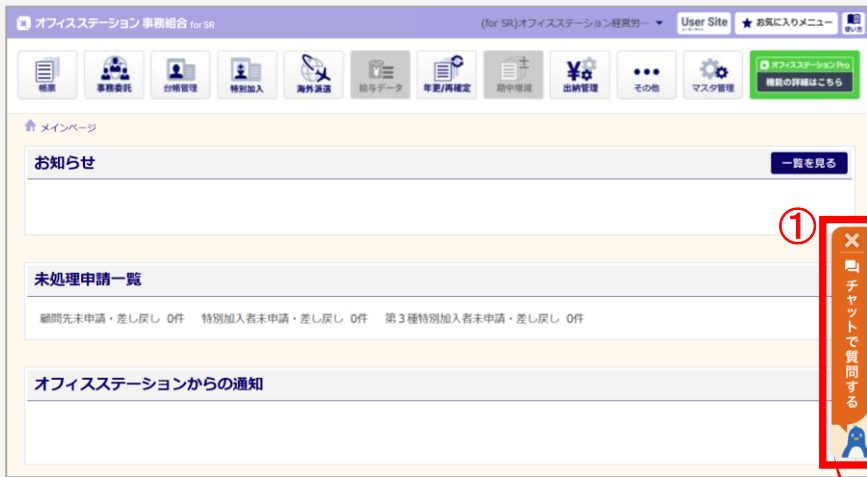 オフィスステーション 事務組合 for SR
(for SR)オフィスステーション経営労… ▼
User Site
★ お気に入りメニュー
使い方
帳票
事務委託
台帳管理
特別加入
海外派遣
給与データ
年更/再確定
期中増減
出納管理
その他
マスタ管理
オフィスステーション Pro
機能の詳細はこちら
メインページ
お知らせ
一覧を見る
①
未処理申請一覧
顧問先未申請・差し戻し 0件 特別加入者未申請・差し戻し 0件 第3種特別加入者未申請・差し戻し 0件
チャットで質問する
オフィスステーションからの通知